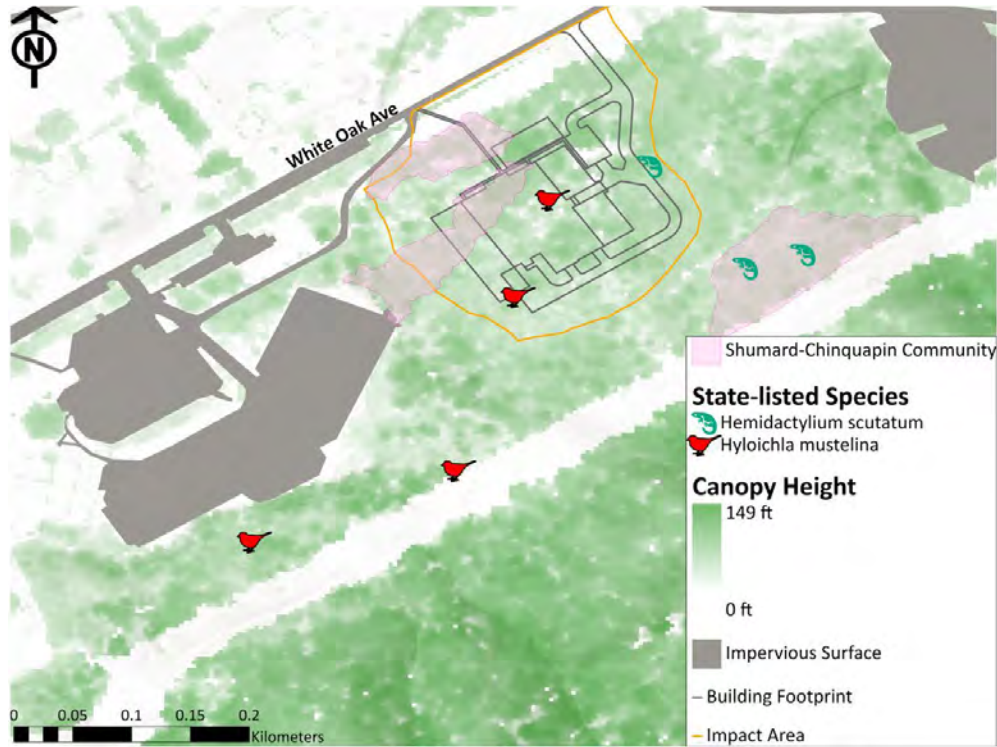 N
White Oak Ave
Shumard-Chinquapin Community
State-listed Species
Hemidactylium scutatum
Hyloichla mustelina
Canopy Height
149 ft
0 ft
Impervious Surface
Building Footprint
Impact Area
0 0.05 0.1 0.15 0.2
Kilometers